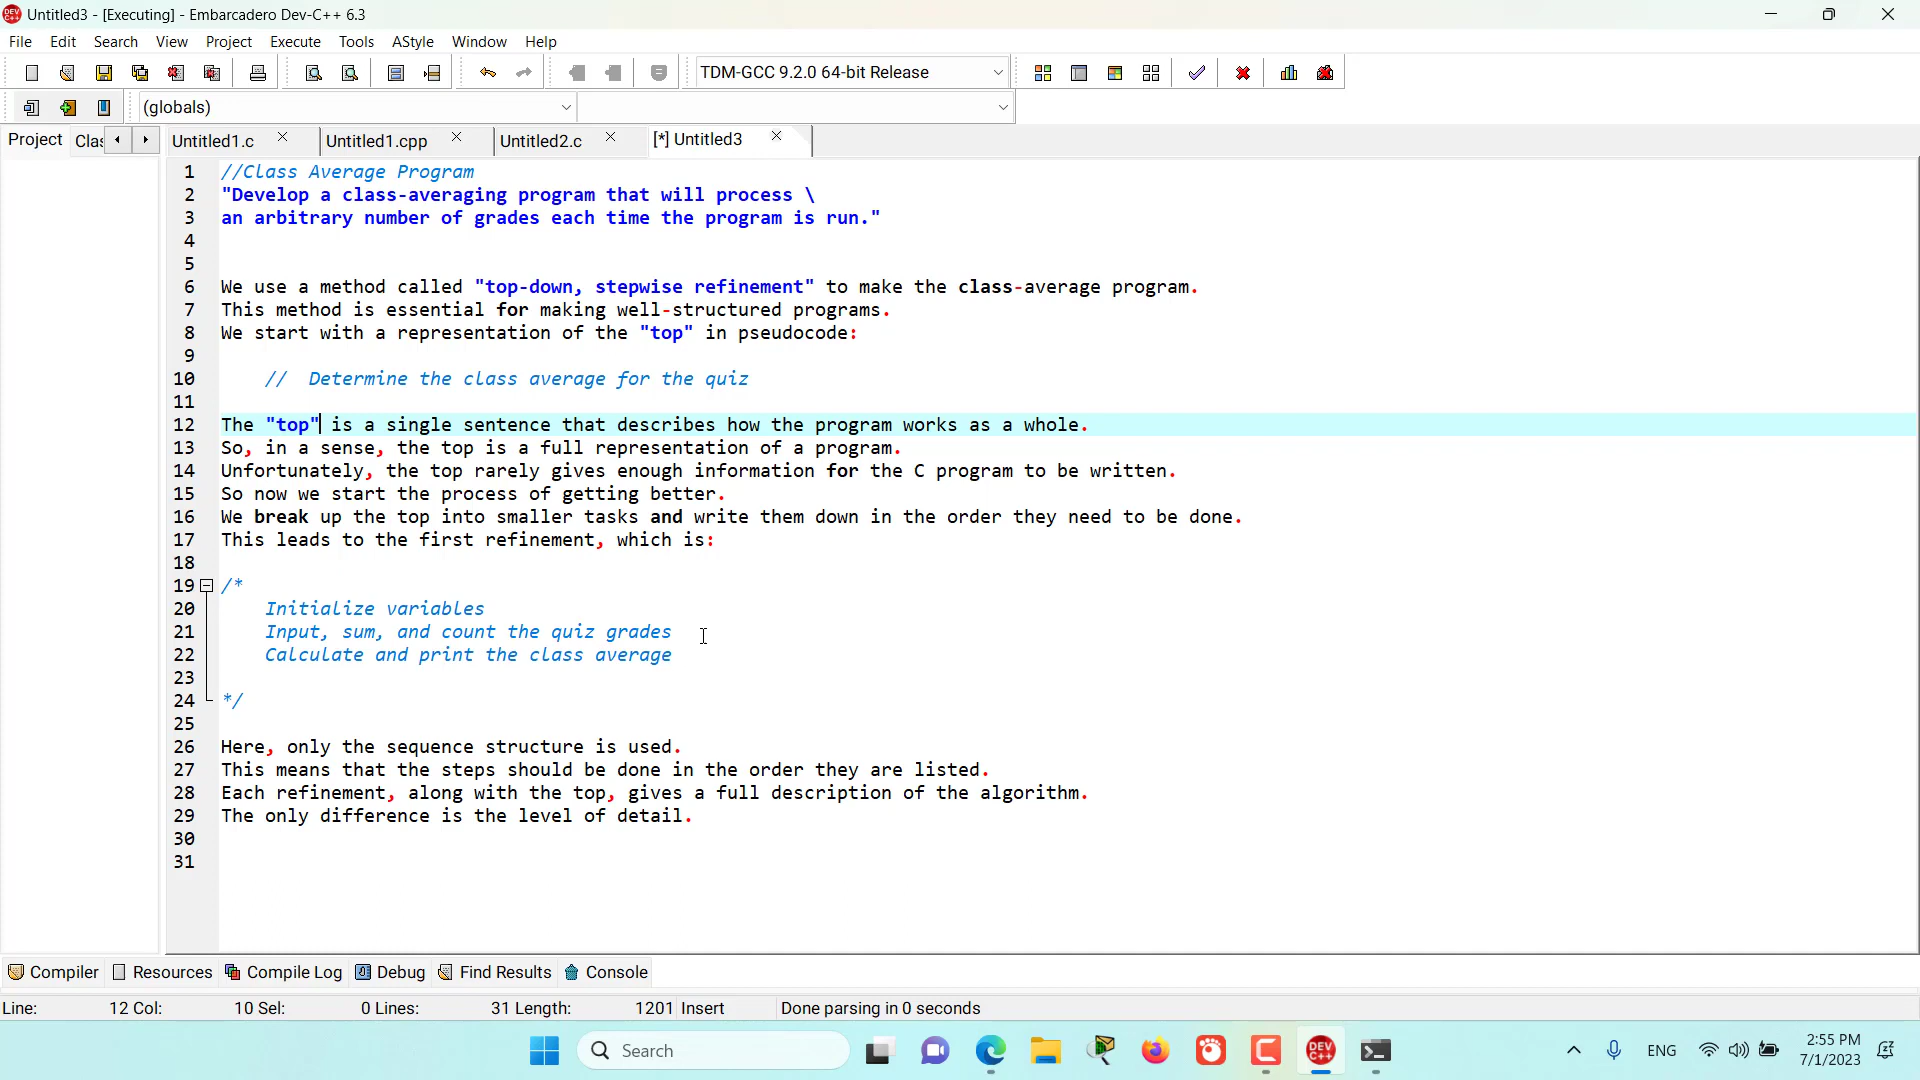 Untitled3 - [Executing] - Embarcadero Dev-C++ 6.3
File Edit Search View Project Execute Tools AStyle Window Help
TDM-GCC 9.2.0 64-bit Release
(globals)
Project Clas Untitled1.c Untitled1.cpp Untitled2.c [*] Untitled3
1 //Class Average Program
2 "Develop a class-averaging program that will process \
3 an arbitrary number of grades each time the program is run."
4
5
6 We use a method called "top-down, stepwise refinement" to make the class-average program.
7 This method is essential for making well-structured programs.
8 We start with a representation of the "top" in pseudocode:
9
10 // Determine the class average for the quiz
11
12 The "top" is a single sentence that describes how the program works as a whole.
13 So, in a sense, the top is a full representation of a program.
14 Unfortunately, the top rarely gives enough information for the C program to be written.
15 So now we start the process of getting better.
16 We break up the top into smaller tasks and write them down in the order they need to be done.
17 This leads to the first refinement, which is:
18
19 /*
20 Initialize variables
21 Input, sum, and count the quiz grades
22 Calculate and print the class average
23
24 */
25
26 Here, only the sequence structure is used.
27 This means that the steps should be done in the order they are listed.
28 Each refinement, along with the top, gives a full description of the algorithm.
29 The only difference is the level of detail.
30
31
Compiler Resources Compile Log Debug Find Results Console
Line: 12 Col: 10 Sel: 0 Lines: 31 Length: 1201 Insert Done parsing in 0 seconds
Search
DEV C++
ENG
2:55 PM
7/1/2023